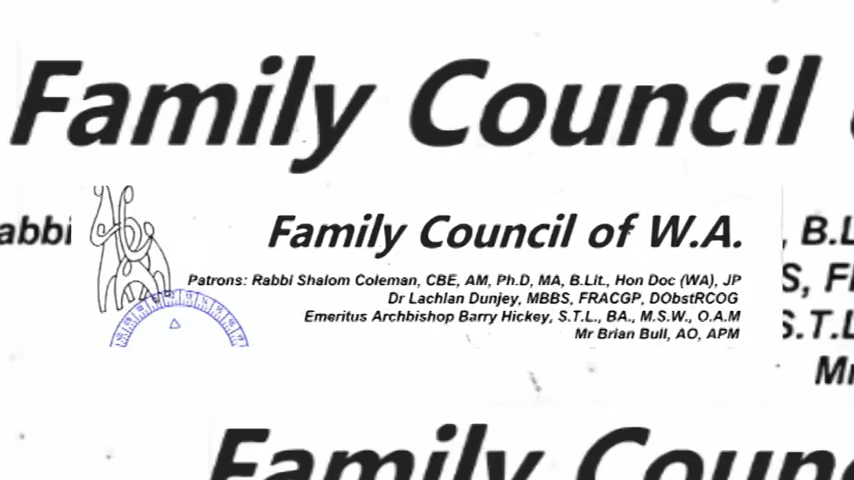 Family Council
abbi
Family Council of W.A.
Patrons: Rabbi Shalom Coleman, CBE, AM, Ph.D, MA, B.Lit., Hon Doc (WA), JP
Dr Lachlan Dunjey, MBBS, FRACGP, DObstRCOG
Emeritus Archbishop Barry Hickey, S.T.L., BA., M.S.W., O.A.M
Mr Brian Bull, AO, APM
, B.L
S, F
S.T.L
Mr
Family Counc